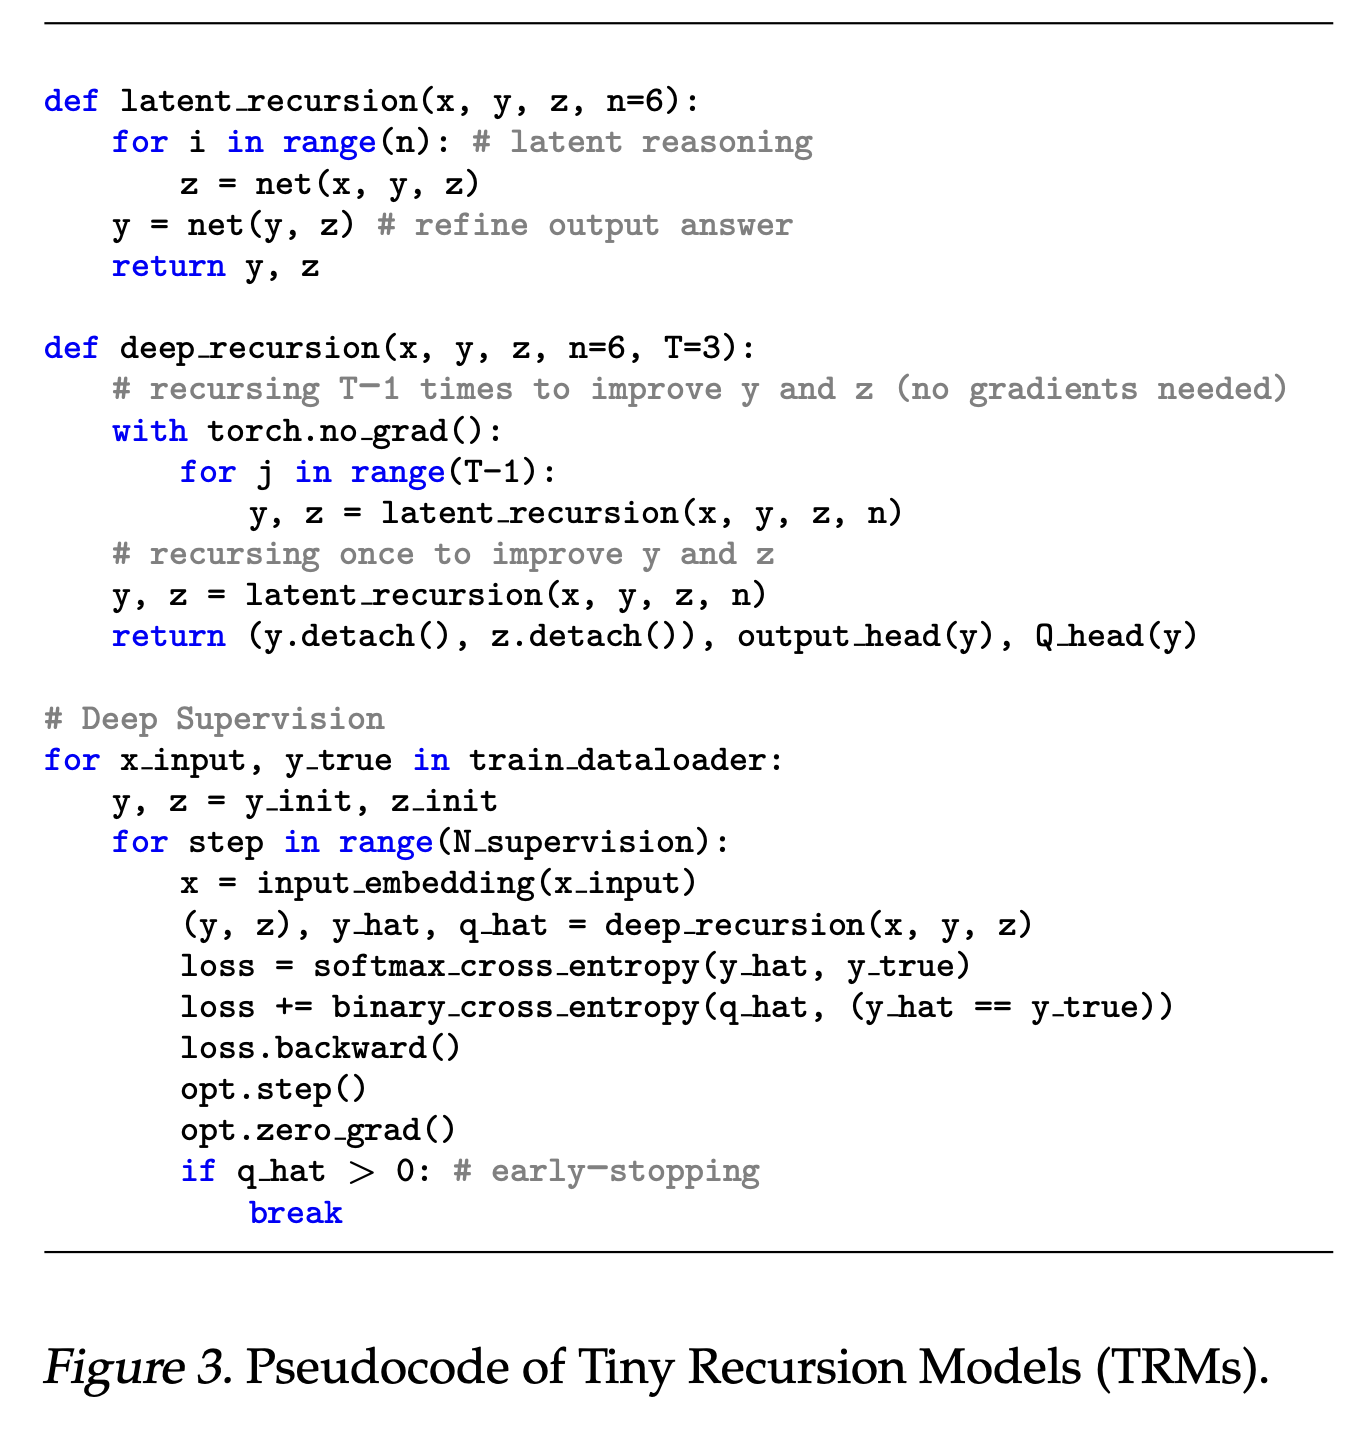 def latent_recursion(x, y, z, n=6):
    for i in range(n): # latent reasoning
        z = net(x, y, z)
    y = net(y, z) # refine output answer
    return y, z

def deep_recursion(x, y, z, n=6, T=3):
    # recursing T−1 times to improve y and z (no gradients needed)
    with torch.no_grad():
        for j in range(T−1):
            y, z = latent_recursion(x, y, z, n)
    # recursing once to improve y and z
    y, z = latent_recursion(x, y, z, n)
    return (y.detach(), z.detach()), output_head(y), Q_head(y)

# Deep Supervision
for x_input, y_true in train_dataloader:
    y, z = y_init, z_init
    for step in range(N_supervision):
        x = input_embedding(x_input)
        (y, z), y_hat, q_hat = deep_recursion(x, y, z)
        loss = softmax_cross_entropy(y_hat, y_true)
        loss += binary_cross_entropy(q_hat, (y_hat == y_true))
        loss.backward()
        opt.step()
        opt.zero_grad()
        if q_hat > 0: # early−stopping
            break

Figure 3. Pseudocode of Tiny Recursion Models (TRMs).